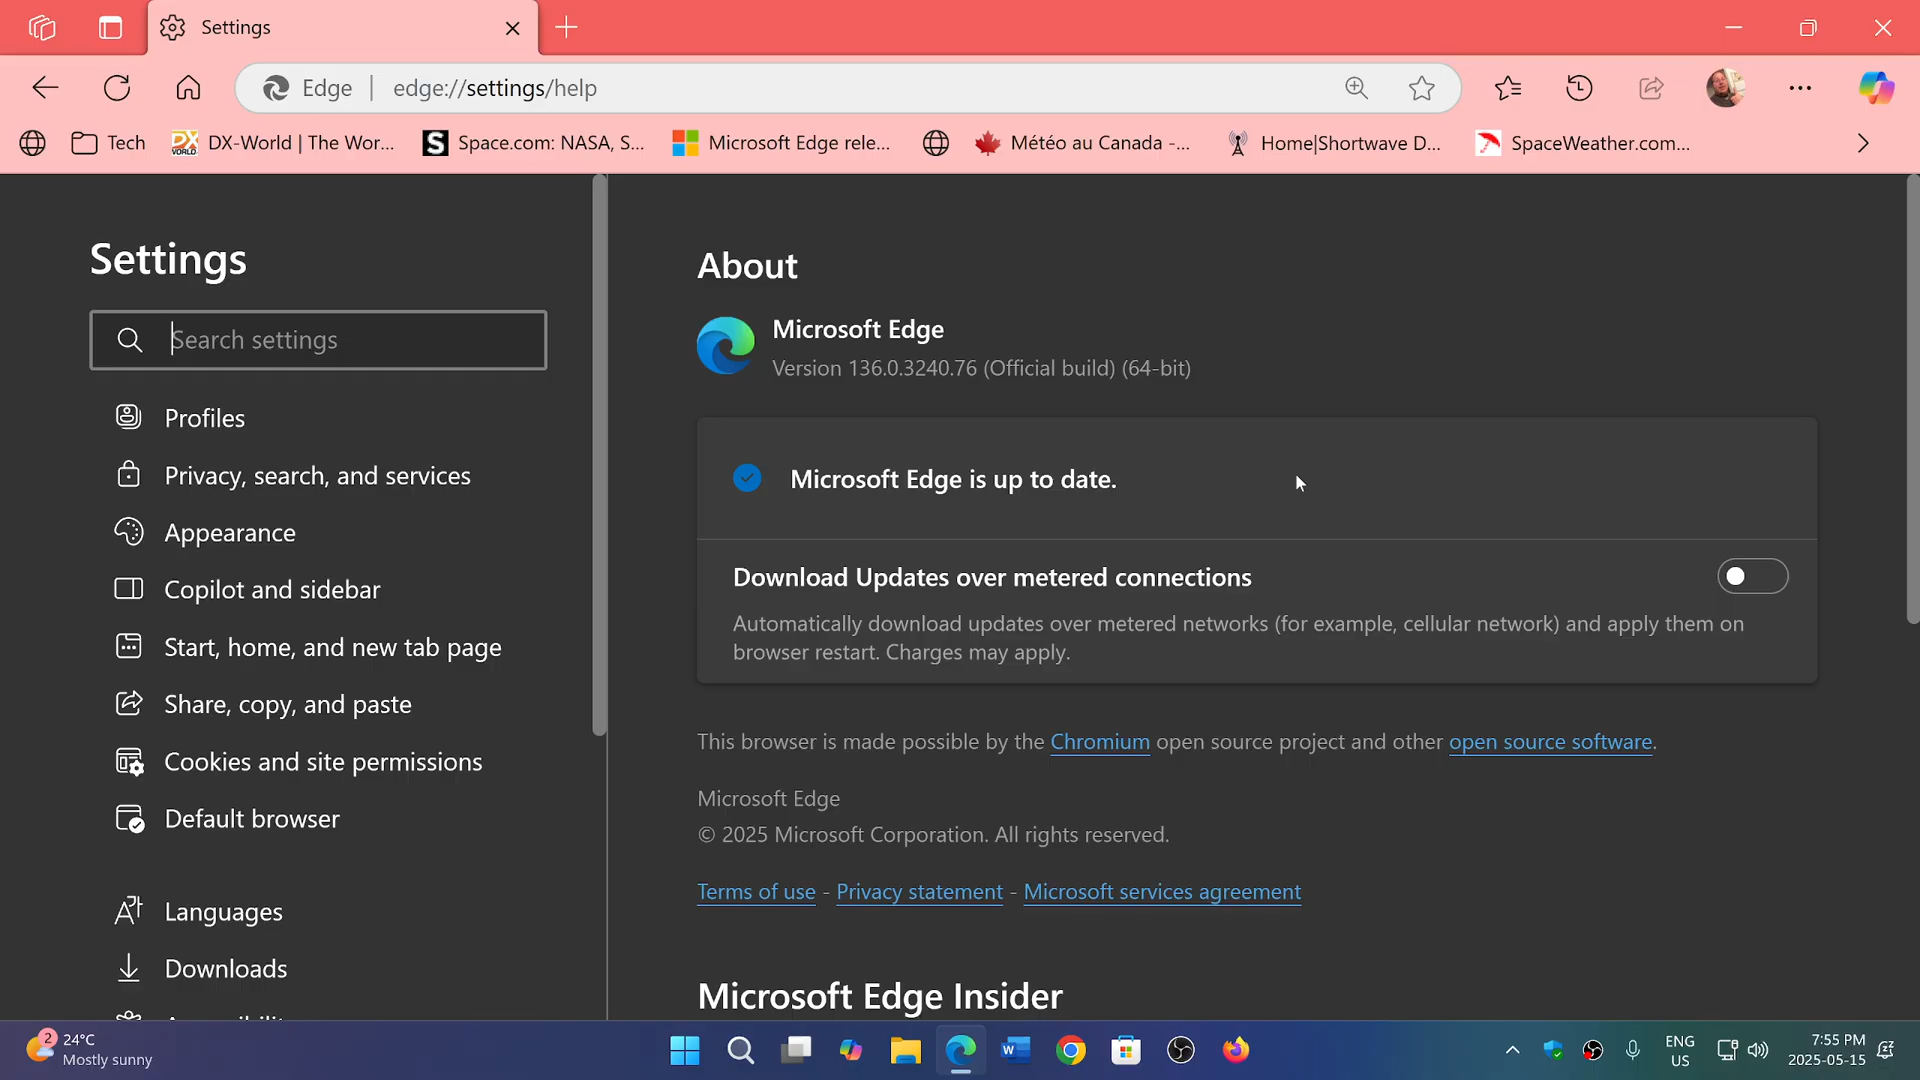 Settings
Edge
edge://settings/help
Tech
DX-World | The Wor...
Space.com: NASA, S...
Microsoft Edge rele...
Météo au Canada -...
Home|Shortwave D...
SpaceWeather.com...
Settings
Search settings
Profiles
Privacy, search, and services
Appearance
Copilot and sidebar
Start, home, and new tab page
Share, copy, and paste
Cookies and site permissions
Default browser
Languages
Downloads
About
Microsoft Edge
Version 136.0.3240.76 (Official build) (64-bit)
Microsoft Edge is up to date.
Download Updates over metered connections
Automatically download updates over metered networks (for example, cellular network) and apply them on
browser restart. Charges may apply.
This browser is made possible by the Chromium open source project and other open source software.
Microsoft Edge
© 2025 Microsoft Corporation. All rights reserved.
Terms of use - Privacy statement - Microsoft services agreement
Microsoft Edge Insider
2
24°C
Mostly sunny
ENG
US
7:55 PM
2025-05-15